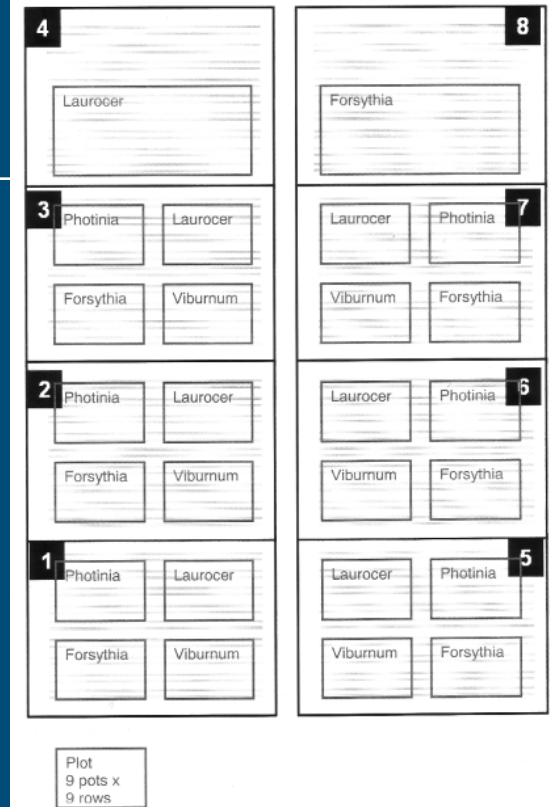 4
8
Laurocer
Forsythia
3
Photinia
Laurocer
Forsythia
Viburnum
7
Laurocer
Photinia
Viburnum
Forsythia
2
Photinia
Laurocer
Forsythia
Viburnum
6
Laurocer
Photinia
Viburnum
Forsythia
1
Photinia
Laurocer
Forsythia
Viburnum
5
Laurocer
Photinia
Viburnum
Forsythia
Plot
9 pots x
9 rows